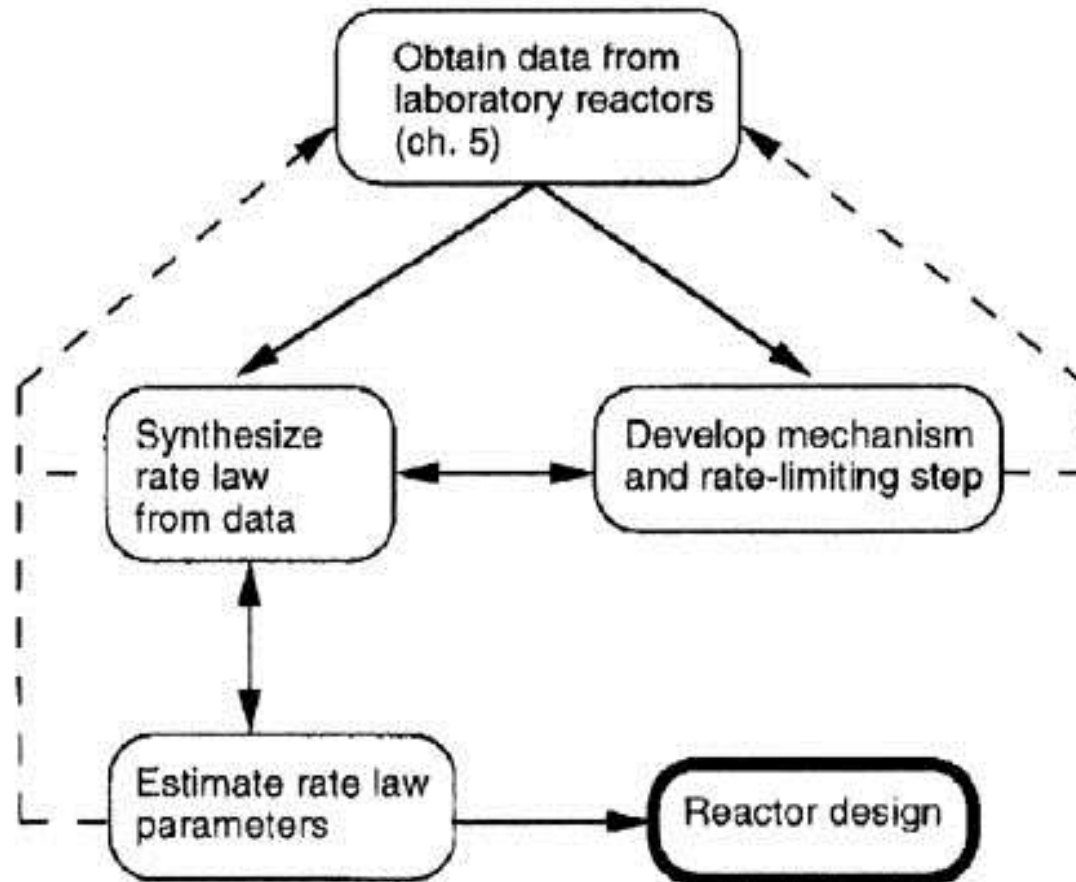 Obtain data from
laboratory reactors
(ch. 5)
Synthesize
rate law
from data
Develop mechanism
and rate-limiting step
Estimate rate law
parameters
Reactor design